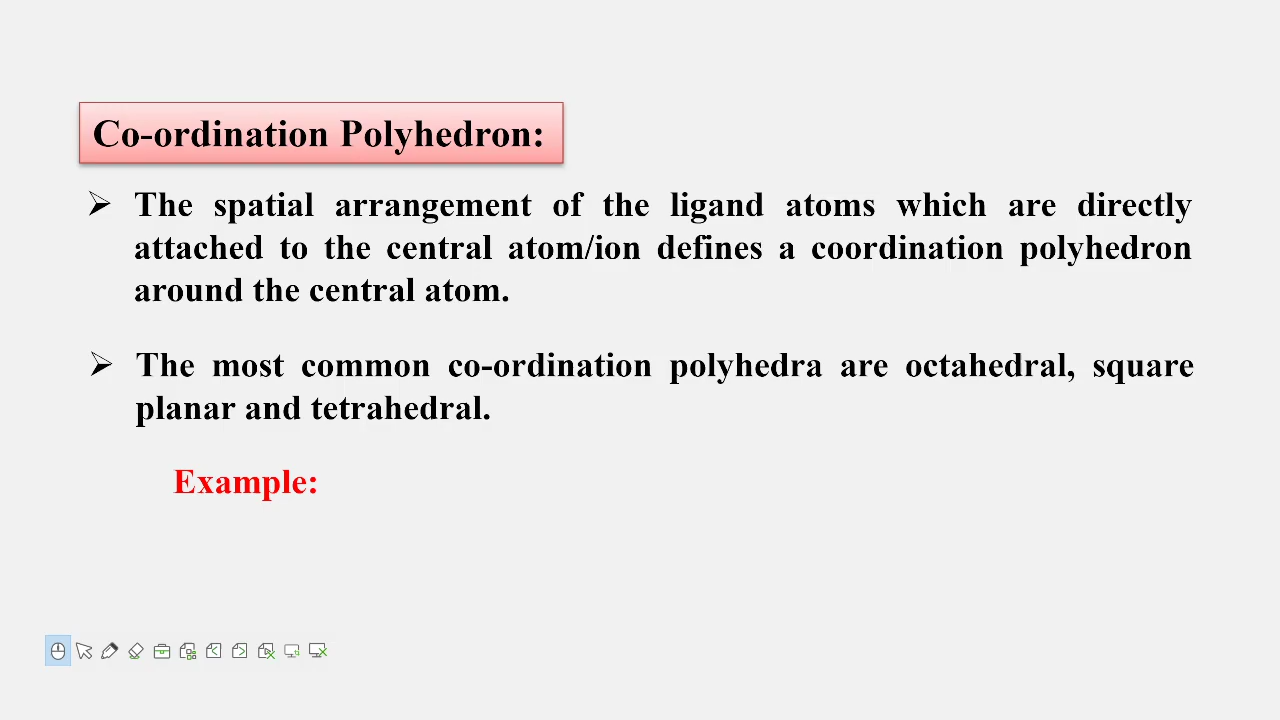 Co-ordination Polyhedron:
The spatial arrangement of the ligand atoms which are directly
attached to the central atom/ion defines a coordination polyhedron
around the central atom.
The most common co-ordination polyhedra are octahedral, square
planar and tetrahedral.
Example: